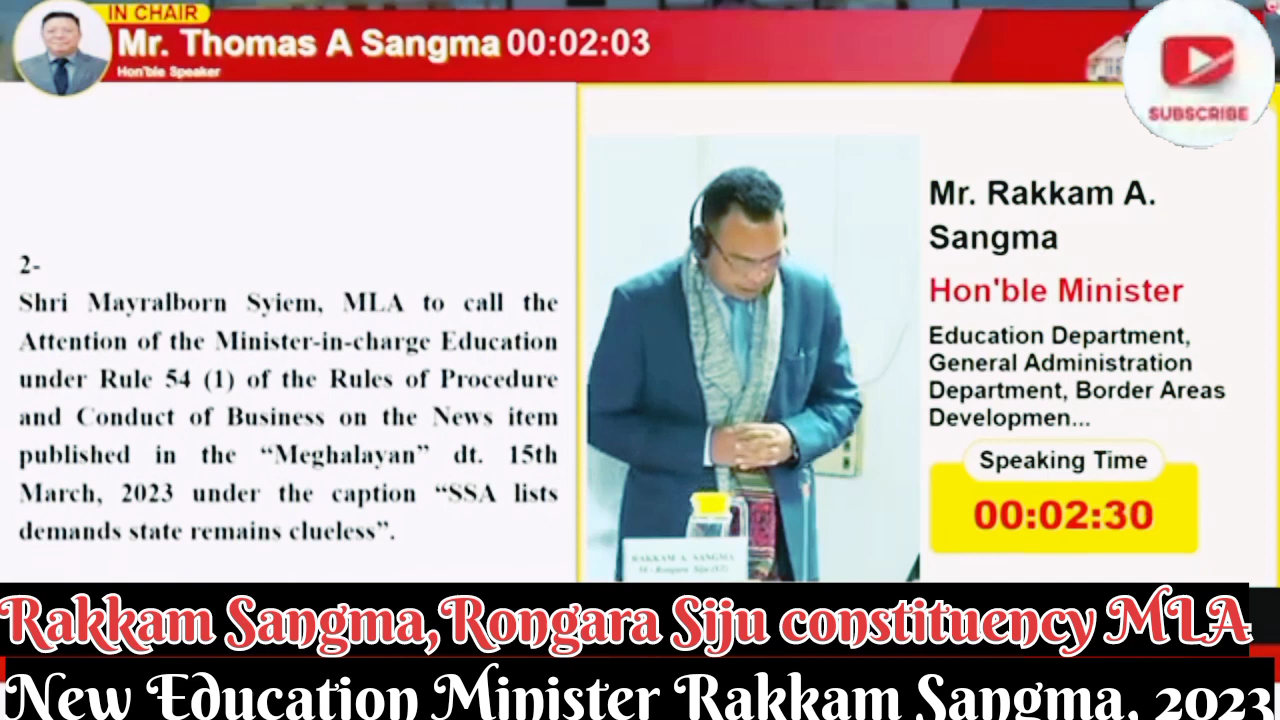 IN CHAIR
Mr. Thomas A Sangma 00:02:03
Hon'ble Speaker
SUBSCRIBE
2-
Shri Mayralborn Syiem, MLA to call the
Attention of the Minister-in-charge Education
under Rule 54 (1) of the Rules of Procedure
and Conduct of Business on the News item
published in the “Meghalayan” dt. 15th
March, 2023 under the caption “SSA lists
demands state remains clueless”.
Mr. Rakkam A.
Sangma
Hon'ble Minister
Education Department,
General Administration
Department, Border Areas
Developmen...
Speaking Time
00:02:30
RAKKAM A. SANGMA
Rongara Siju (ST)
Rakkam Sangma, Rongara Siju constituency MLA
New Education Minister Rakkam Sangma, 2023